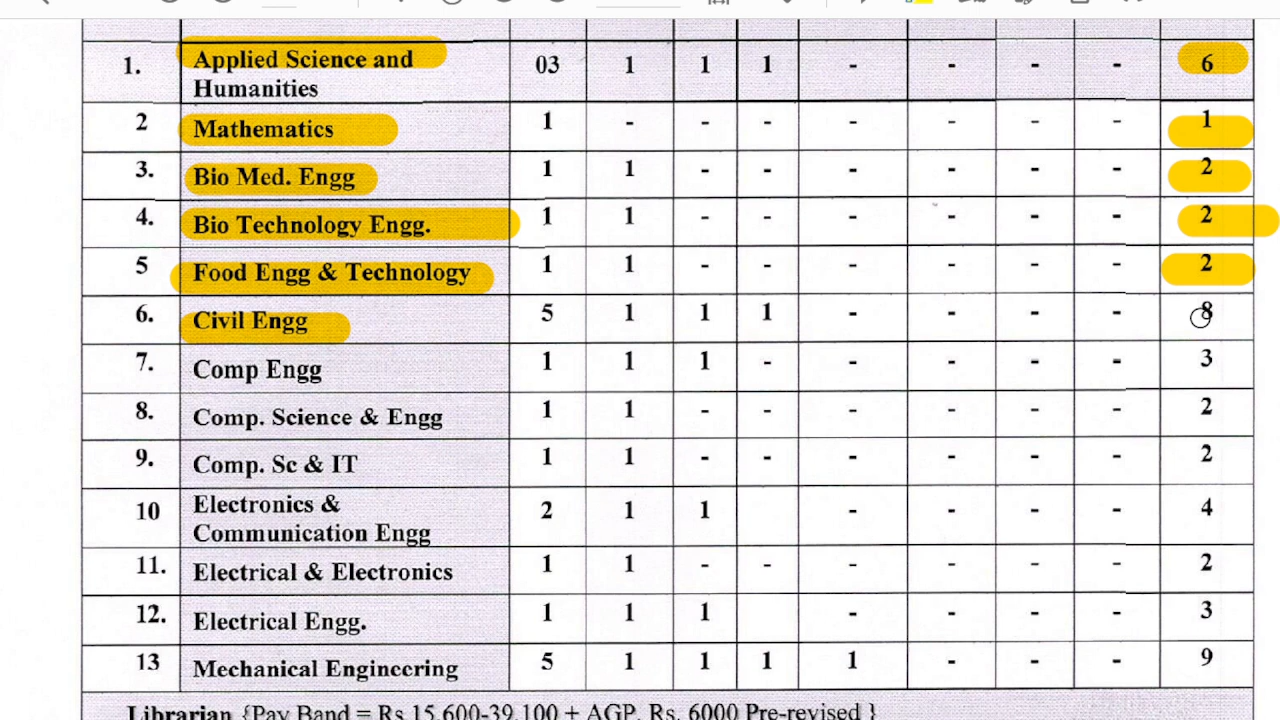 1. Applied Science and 03 1 1 1 - - - - 6
Humanities
2 Mathematics 1 - - - - - - - 1
3. Bio Med. Engg 1 1 - - - - - - 2
4. Bio Technology Engg. 1 1 - - - - - - 2
5 Food Engg & Technology 1 1 - - - - - - 2
6. Civil Engg 5 1 1 1 - - - - 8
7. Comp Engg 1 1 1 - - - - - 3
8. Comp. Science & Engg 1 1 - - - - - - 2
9. Comp. Sc & IT 1 1 - - - - - - 2
10 Electronics & 2 1 1 - - - - 4
Communication Engg
11. Electrical & Electronics 1 1 - - - - - - 2
12. Electrical Engg. 1 1 1 - - - - 3
13 Mechanical Engineering 5 1 1 1 1 - - - 9
Librarian {Pay Band = Rs 15,600-39,100 + AGP. Rs. 6000 Pre-revised }